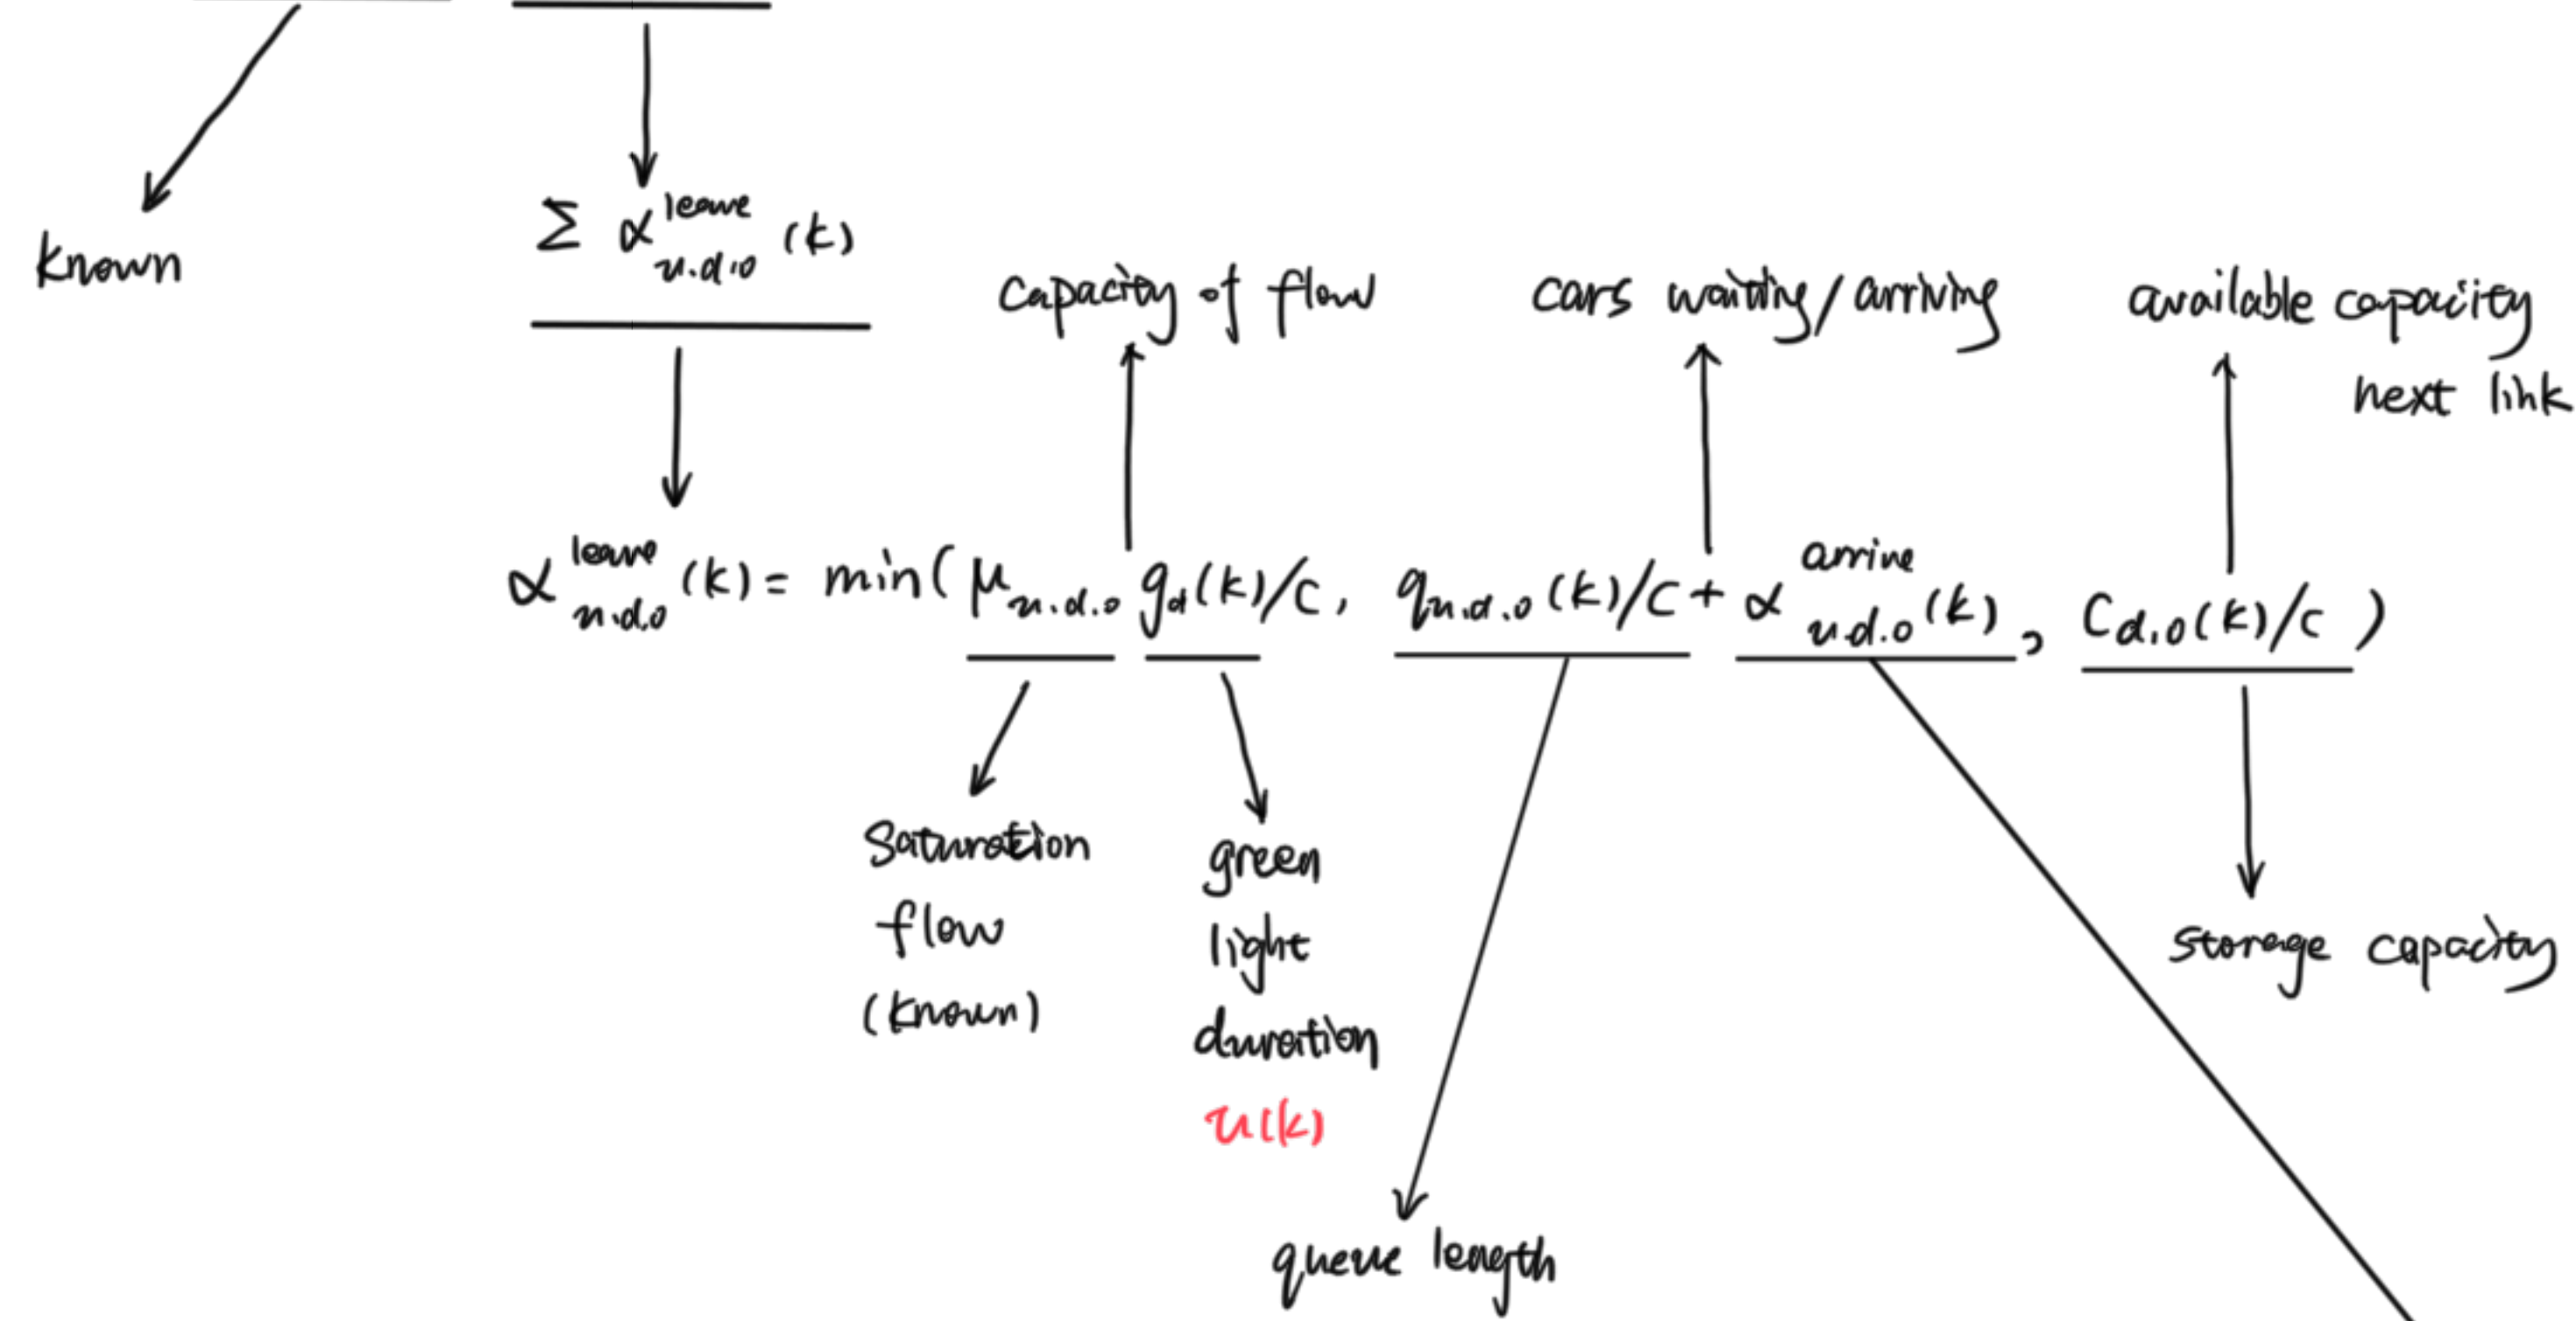 known
Σ α^leave_u.d.o (k)
capacity of flow
cars waiting/arriving
available capacity
next link
α^leave_u.d.o (k) = min( μ_u.d.o g_d(k)/c, q_u.d.o (k)/c + α^arrive_u.d.o (k), C_d.o(k)/c )
saturation
flow
(known)
green
light
duration
u(k)
queue length
storage capacity